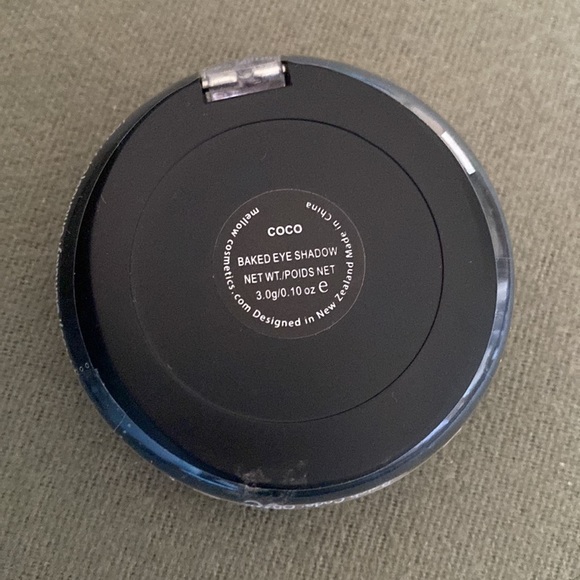 COCO
BAKED EYE SHADOW
NET WT./POIDS NET
3.0g/0.10 oz e
mellow cosmetics.com Designed in New Zealand Made in China